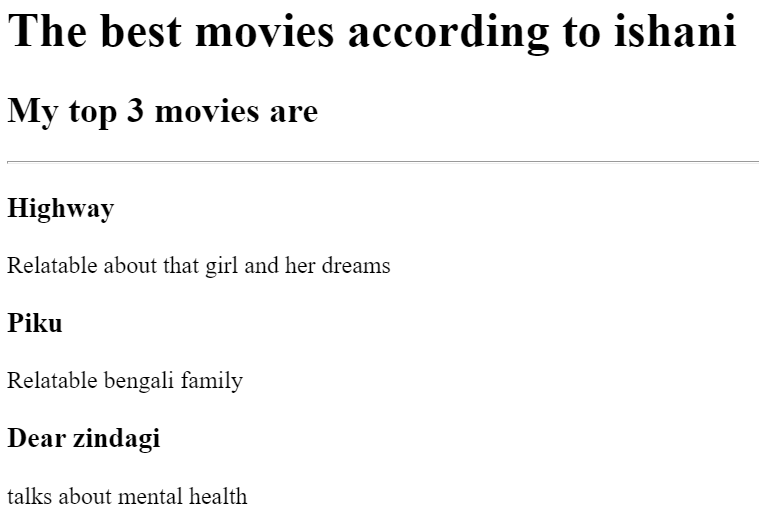 The best movies according to ishani
My top 3 movies are
Highway
Relatable about that girl and her dreams
Piku
Relatable bengali family
Dear zindagi
talks about mental health